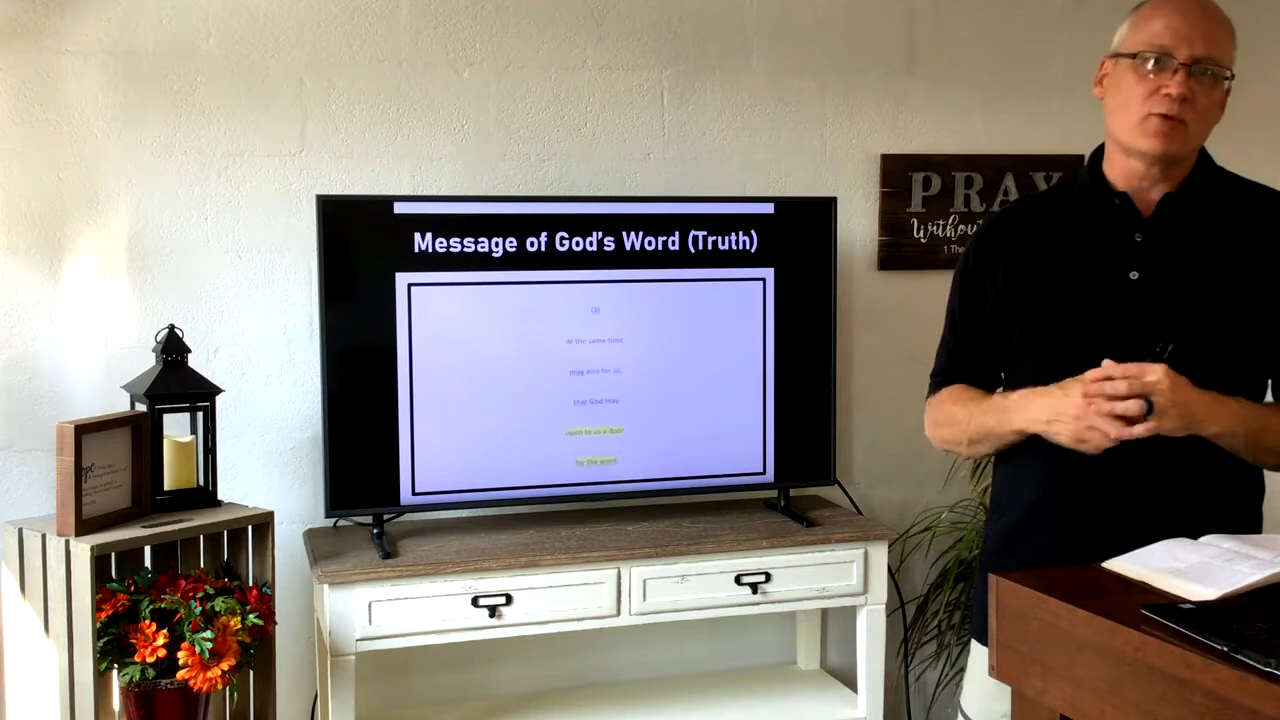 Message of God's Word (Truth)
(3)
At the same time,
pray also for us,
that God may
open to us a door
for the word,
PRAY
Without
1 The